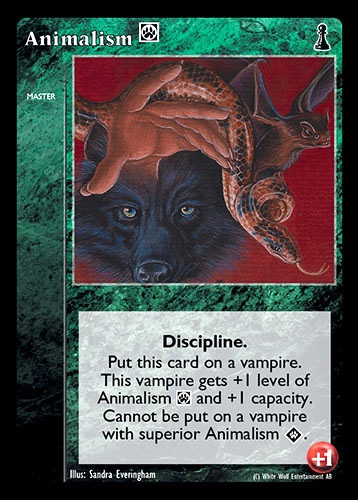 Animalism
MASTER
Discipline.
Put this card on a vampire.
This vampire gets +1 level of
Animalism and +1 capacity.
Cannot be put on a vampire
with superior Animalism .
+1
Illus: Sandra Everingham
(C) White Wolf Entertainment AB